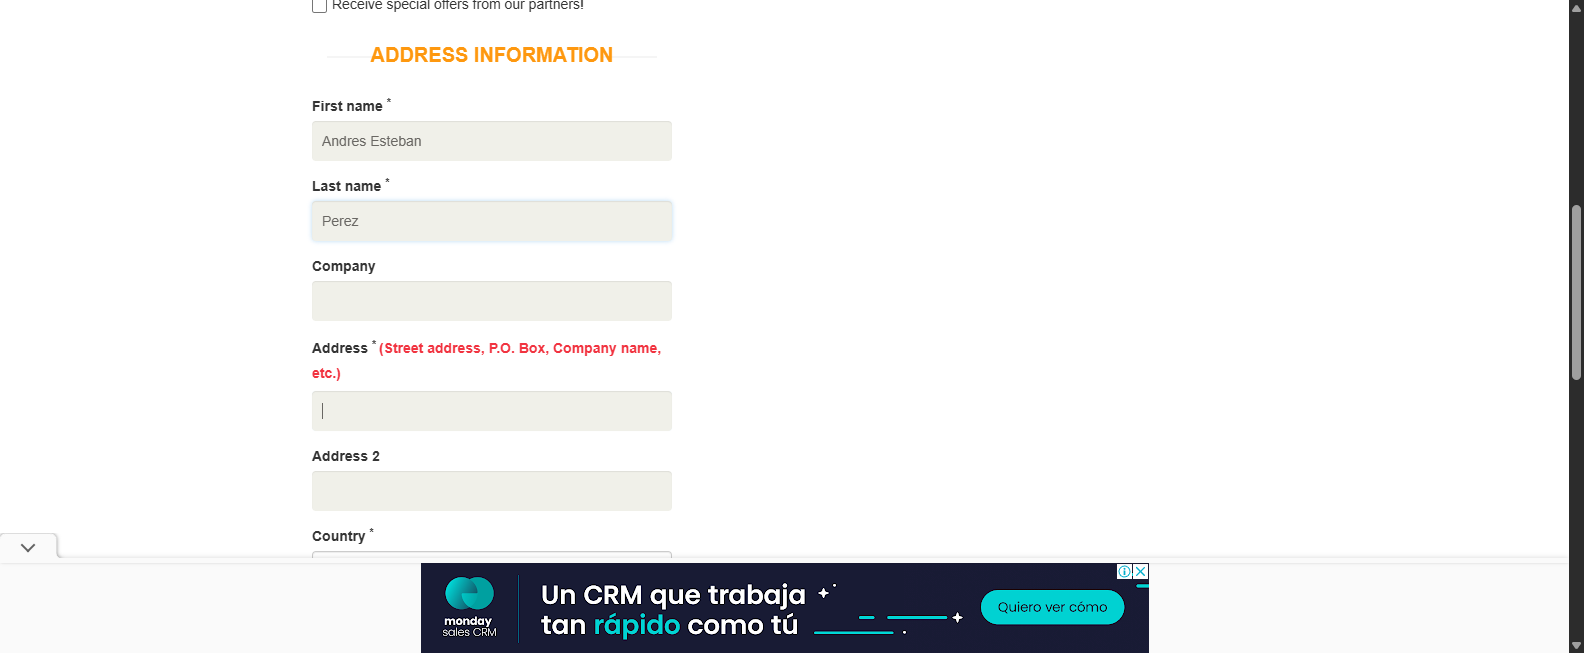 Receive special offers from our partners!
ADDRESS INFORMATION
First name *
Andres Esteban
Last name *
Perez
Company
Address * (Street address, P.O. Box, Company name,
etc.)
Address 2
Country *
monday
sales CRM
Un CRM que trabaja
tan rápido como tú
Quiero ver cómo